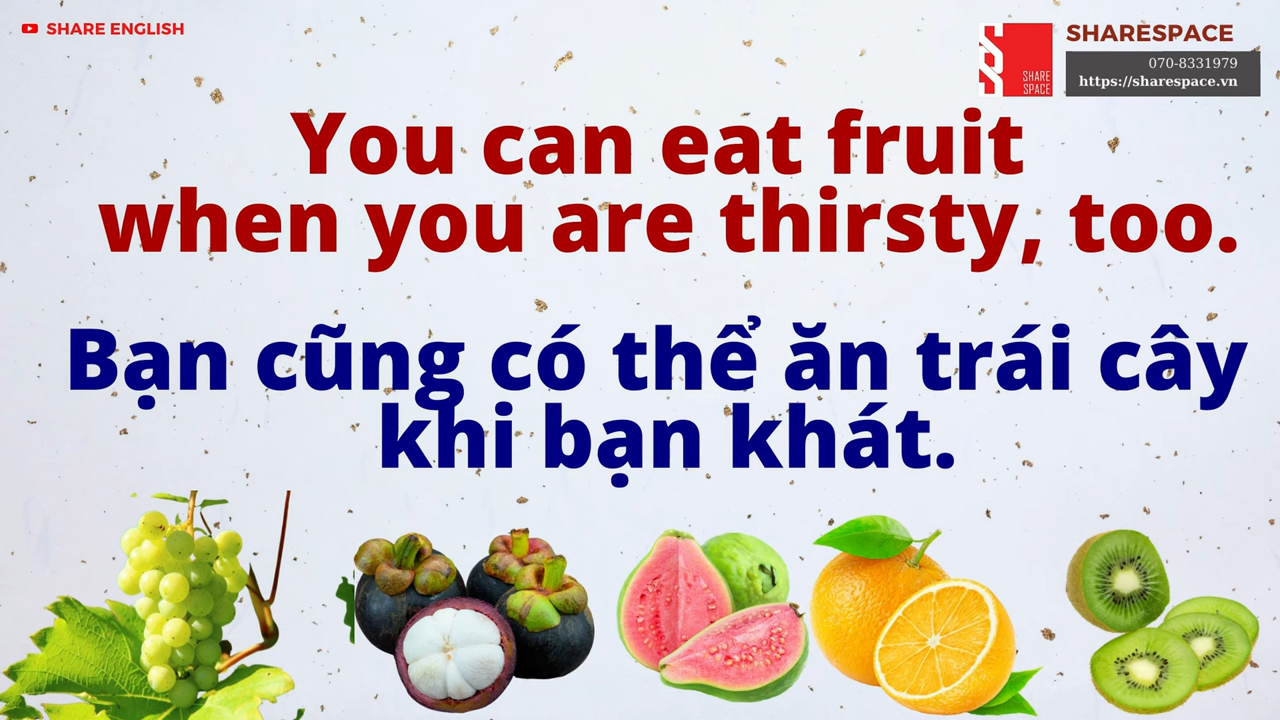 SHARE ENGLISH
SHARESPACE
SHARE
SPACE
070-8331979
https://sharespace.vn
You can eat fruit
when you are thirsty, too.
Bạn cũng có thể ăn trái cây
khi bạn khát.